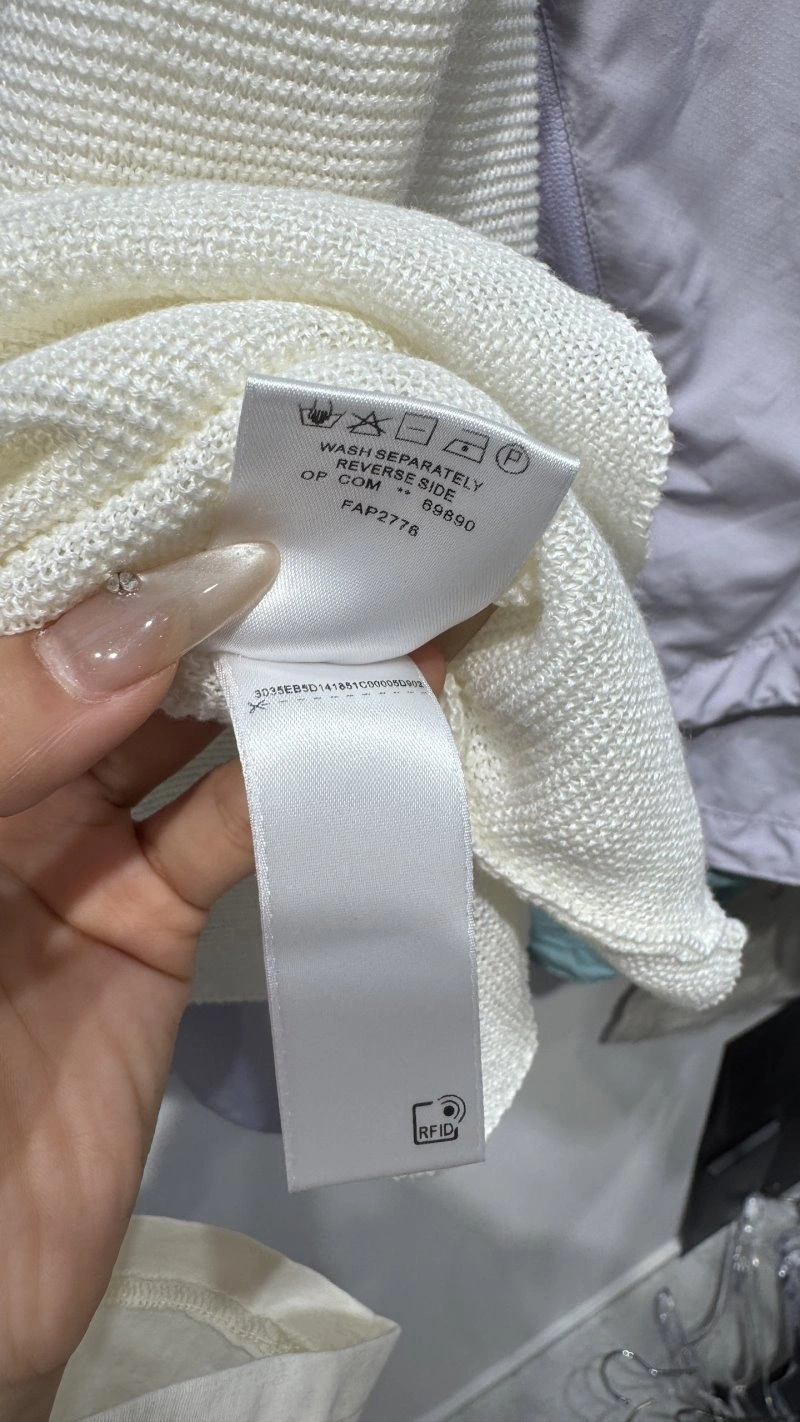 P
WASH SEPARATELY
REVERSE SIDE
OP COM ** 69890
FAP2776
3D35EB5D141851C00005D902
RFID